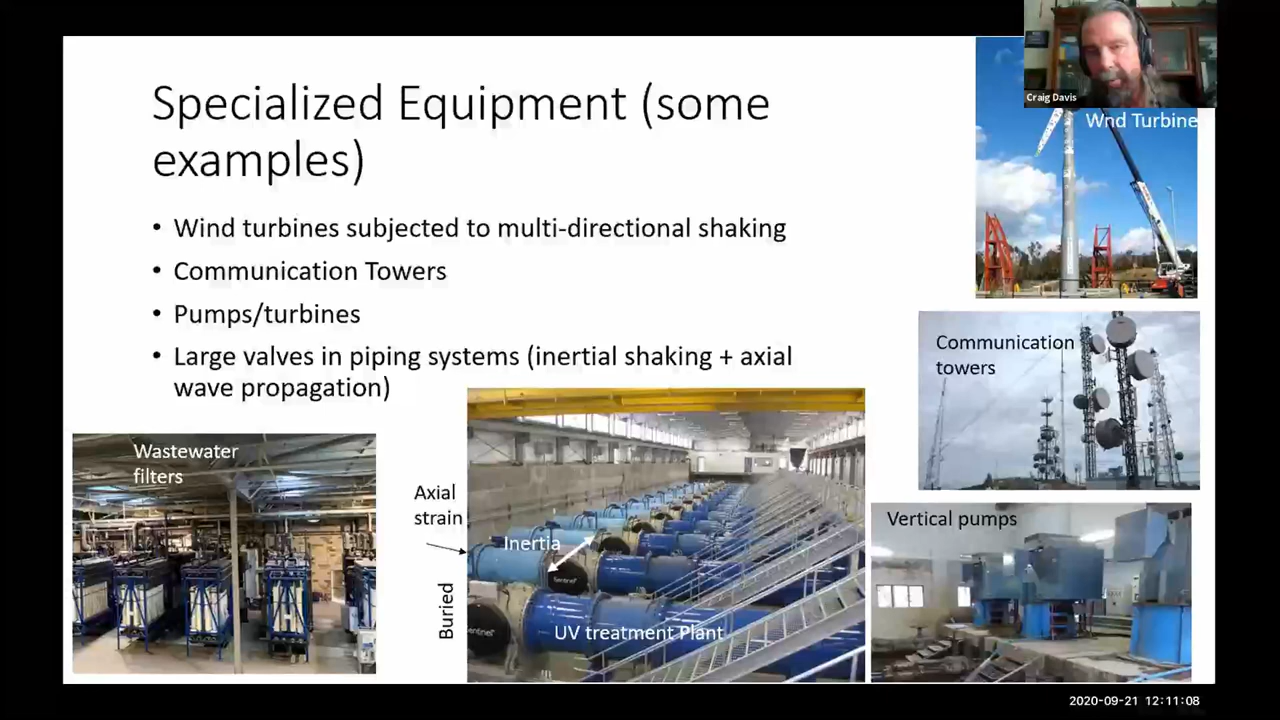 Specialized Equipment (some
examples)
• Wind turbines subjected to multi-directional shaking
• Communication Towers
• Pumps/turbines
• Large valves in piping systems (inertial shaking + axial
wave propagation)
Craig Davis
Wnd Turbine
Communication
towers
Wastewater
filters
Axial
strain
Buried
Inertia
Sentinel
Sentinel
UV treatment Plant
Vertical pumps
2020-09-21 12:11:08